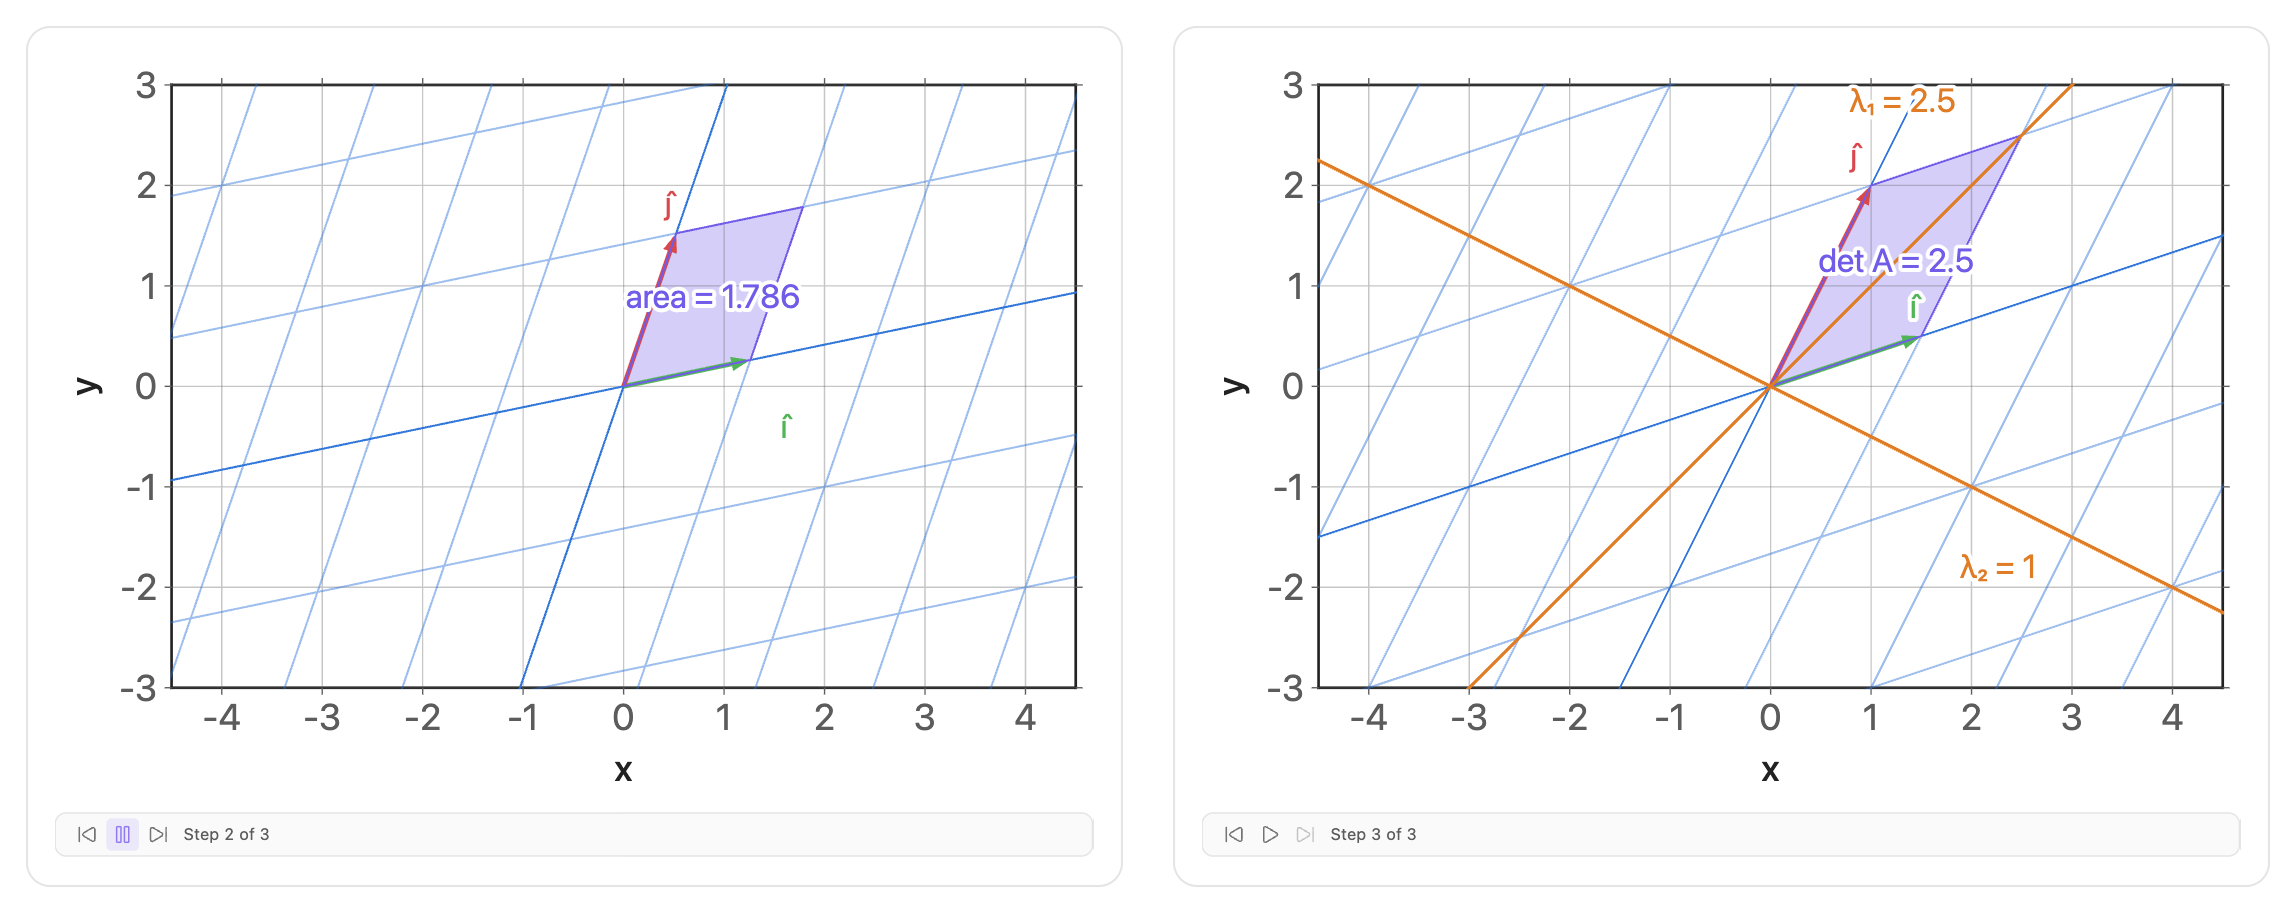 3
2
1
0
-1
-2
-3
y
-4 -3 -2 -1 0 1 2 3 4
x
ĵ
area = 1.786
î
Step 2 of 3
3
2
1
0
-1
-2
-3
y
-4 -3 -2 -1 0 1 2 3 4
x
λ₁ = 2.5
ĵ
det A = 2.5
î
λ₂ = 1
Step 3 of 3